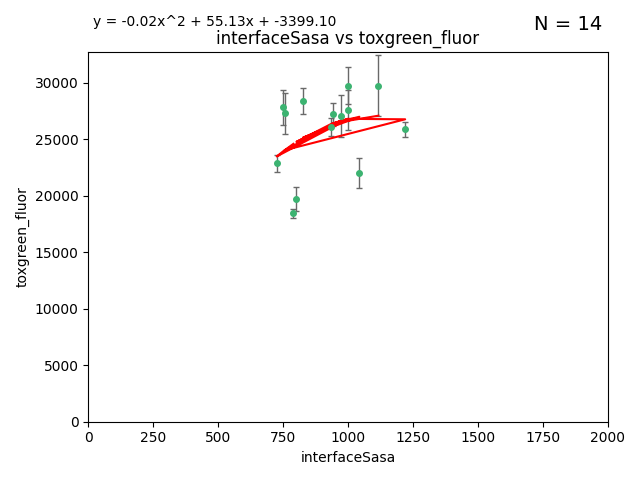 y = -0.02x^2 + 55.13x + -3399.10
N = 14
interfaceSasa vs toxgreen_fluor
30000
25000
20000
15000
10000
5000
0
toxgreen_fluor
0 250 500 750 1000 1250 1500 1750 2000
interfaceSasa